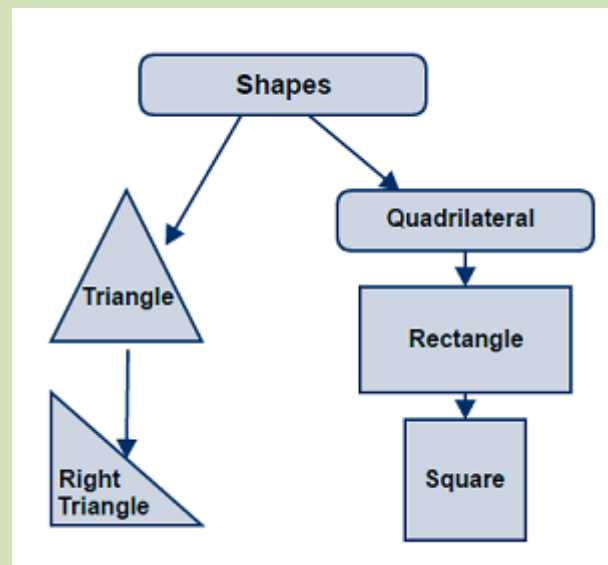 Shapes
Quadrilateral
Triangle
Rectangle
Right
Triangle
Square